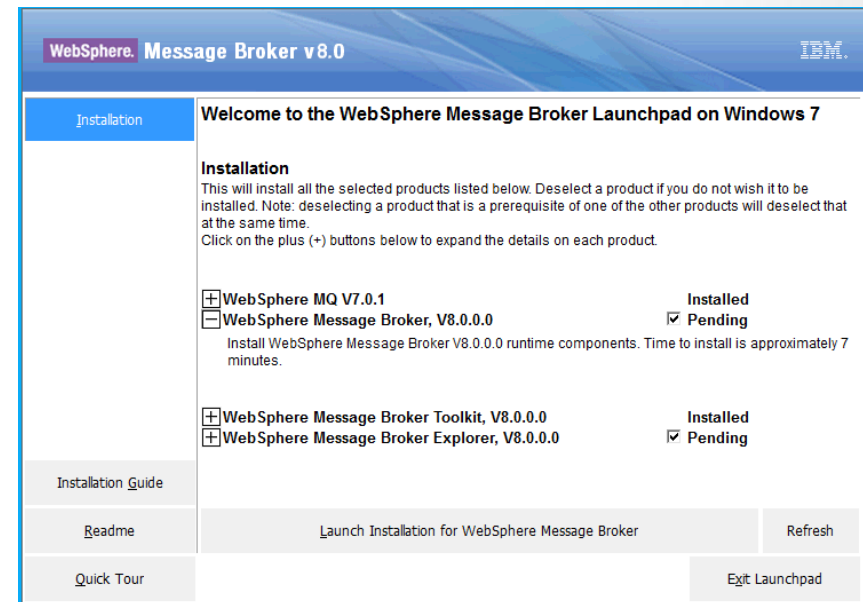 WebSphere. Message Broker v8.0
IBM.
Installation
Welcome to the WebSphere Message Broker Launchpad on Windows 7
Installation
This will install all the selected products listed below. Deselect a product if you do not wish it to be
installed. Note: deselecting a product that is a prerequisite of one of the other products will deselect that
at the same time.
Click on the plus (+) buttons below to expand the details on each product.
WebSphere MQ V7.0.1 Installed
WebSphere Message Broker, V8.0.0.0 Pending
Install WebSphere Message Broker V8.0.0.0 runtime components. Time to install is approximately 7
minutes.
WebSphere Message Broker Toolkit, V8.0.0.0 Installed
WebSphere Message Broker Explorer, V8.0.0.0 Pending
Installation Guide
Readme
Launch Installation for WebSphere Message Broker
Refresh
Quick Tour
Exit Launchpad